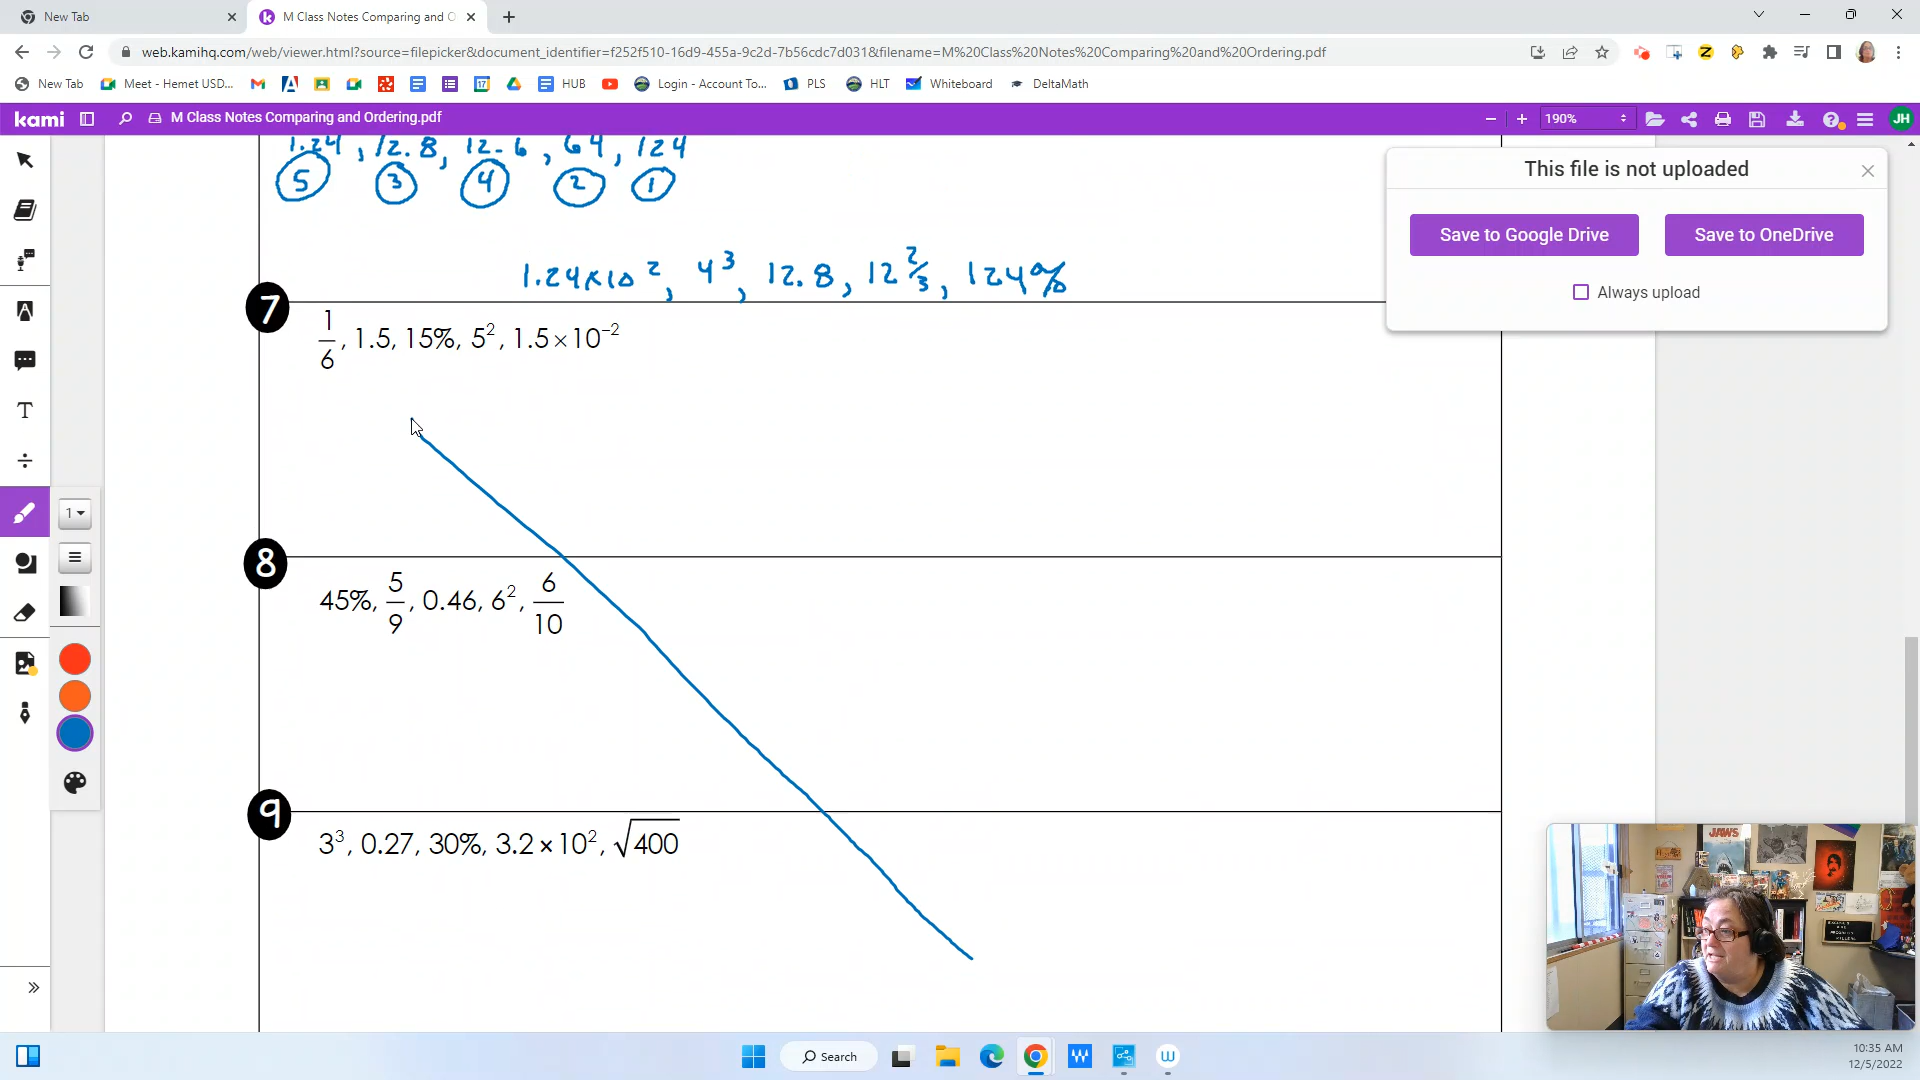 New Tab
M Class Notes Comparing and O
web.kamihq.com/web/viewer.html?source=filepicker&document_identifier=f252f510-16d9-455a-9c2d-7b56cdc7d031&filename=M%20Class%20Notes%20Comparing%20and%20Ordering.pdf
New Tab Meet - Hemet USD... HUB Login - Account To... PLS HLT Whiteboard DeltaMath
kami M Class Notes Comparing and Ordering.pdf 190% JH
This file is not uploaded
Save to Google Drive Save to OneDrive
Always upload
1.24, 12.8, 12.6, 64, 124
5 3 4 2 1
1.24×10², 4³, 12.8, 12 2/3, 124%
7
1/6, 1.5, 15%, 5², 1.5×10⁻²
8
45%, 5/9, 0.46, 6², 6/10
9
3³, 0.27, 30%, 3.2×10², √400
1
T
JAWS
Search
10:35 AM
12/5/2022